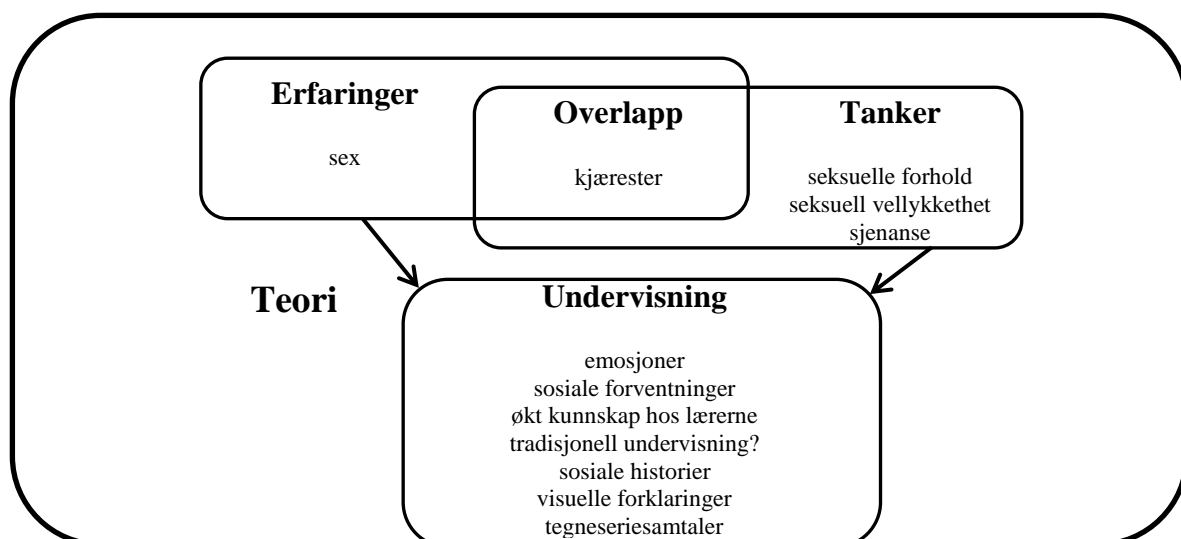 Erfaringer
sex
Overlapp
kjærester
Tanker
seksuelle forhold
seksuell vellykkethet
sjenanse
Teori
Undervisning
emosjoner
sosiale forventninger
økt kunnskap hos lærerne
tradisjonell undervisning?
sosiale historier
visuelle forklaringer
tegneseriesamtaler